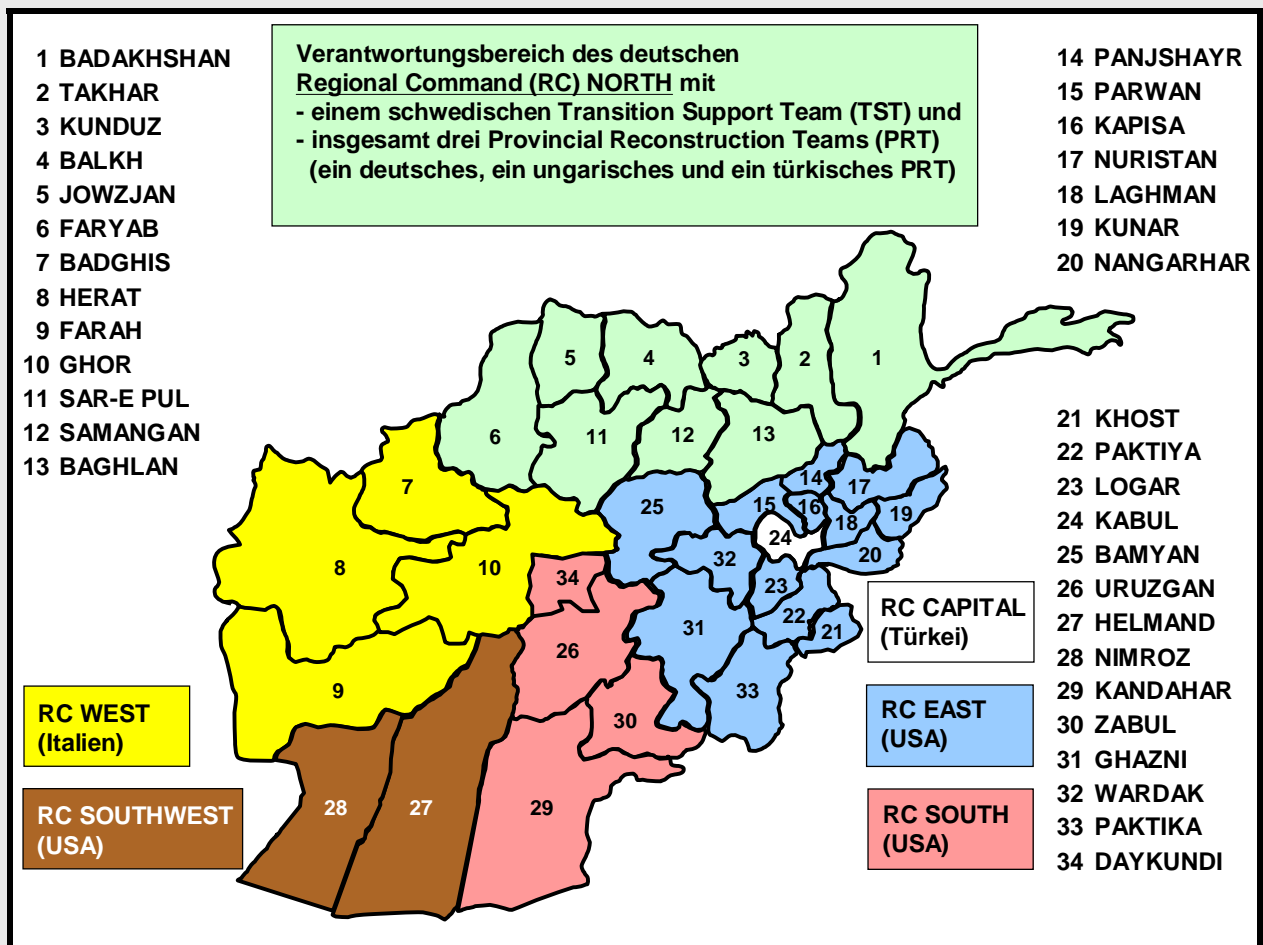 1 BADAKHSHAN
2 TAKHAR
3 KUNDUZ
4 BALKH
5 JOWZJAN
6 FARYAB
7 BADGHIS
8 HERAT
9 FARAH
10 GHOR
11 SAR-E PUL
12 SAMANGAN
13 BAGHLAN
Verantwortungsbereich des deutschen
Regional Command (RC) NORTH mit
- einem schwedischen Transition Support Team (TST) und
- insgesamt drei Provincial Reconstruction Teams (PRT)
(ein deutsches, ein ungarisches und ein türkisches PRT)
14 PANJSHAYR
15 PARWAN
16 KAPISA
17 NURISTAN
18 LAGHMAN
19 KUNAR
20 NANGARHAR
21 KHOST
22 PAKTIYA
23 LOGAR
24 KABUL
25 BAMYAN
26 URUZGAN
27 HELMAND
28 NIMROZ
29 KANDAHAR
30 ZABUL
31 GHAZNI
32 WARDAK
33 PAKTIKA
34 DAYKUNDI
5
4
3
2
1
6
11
12
13
7
25
15
14
16
17
18
19
24
20
8
10
34
32
23
22
21
31
26
33
9
30
28
27
29
RC CAPITAL
(Türkei)
RC WEST
(Italien)
RC EAST
(USA)
RC SOUTHWEST
(USA)
RC SOUTH
(USA)